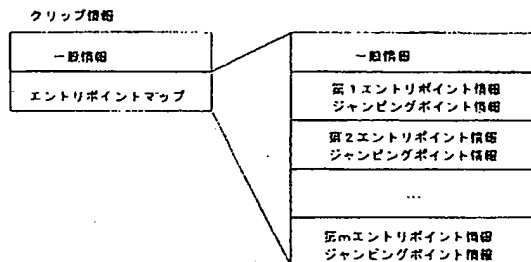 クリップ情報
一般情報
エントリポイントマップ
一般情報
第1エントリポイント情報
ジャンピングポイント情報
第2エントリポイント情報
ジャンピングポイント情報
...
第mエントリポイント情報
ジャンピングポイント情報